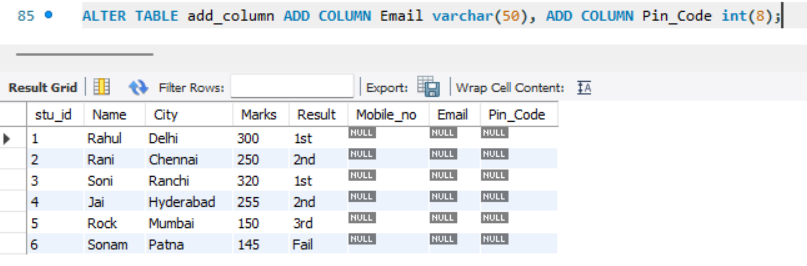 85 ALTER TABLE add_column ADD COLUMN Email varchar(50), ADD COLUMN Pin_Code int(8);
Result Grid Filter Rows: Export: Wrap Cell Content: IA
stu_id Name City Marks Result Mobile_no Email Pin_Code
1 Rahul Delhi 300 1st NULL NULL NULL
2 Rani Chennai 250 2nd NULL NULL NULL
3 Soni Ranchi 320 1st NULL NULL NULL
4 Jai Hyderabad 255 2nd NULL NULL NULL
5 Rock Mumbai 150 3rd NULL NULL NULL
6 Sonam Patna 145 Fail NULL NULL NULL